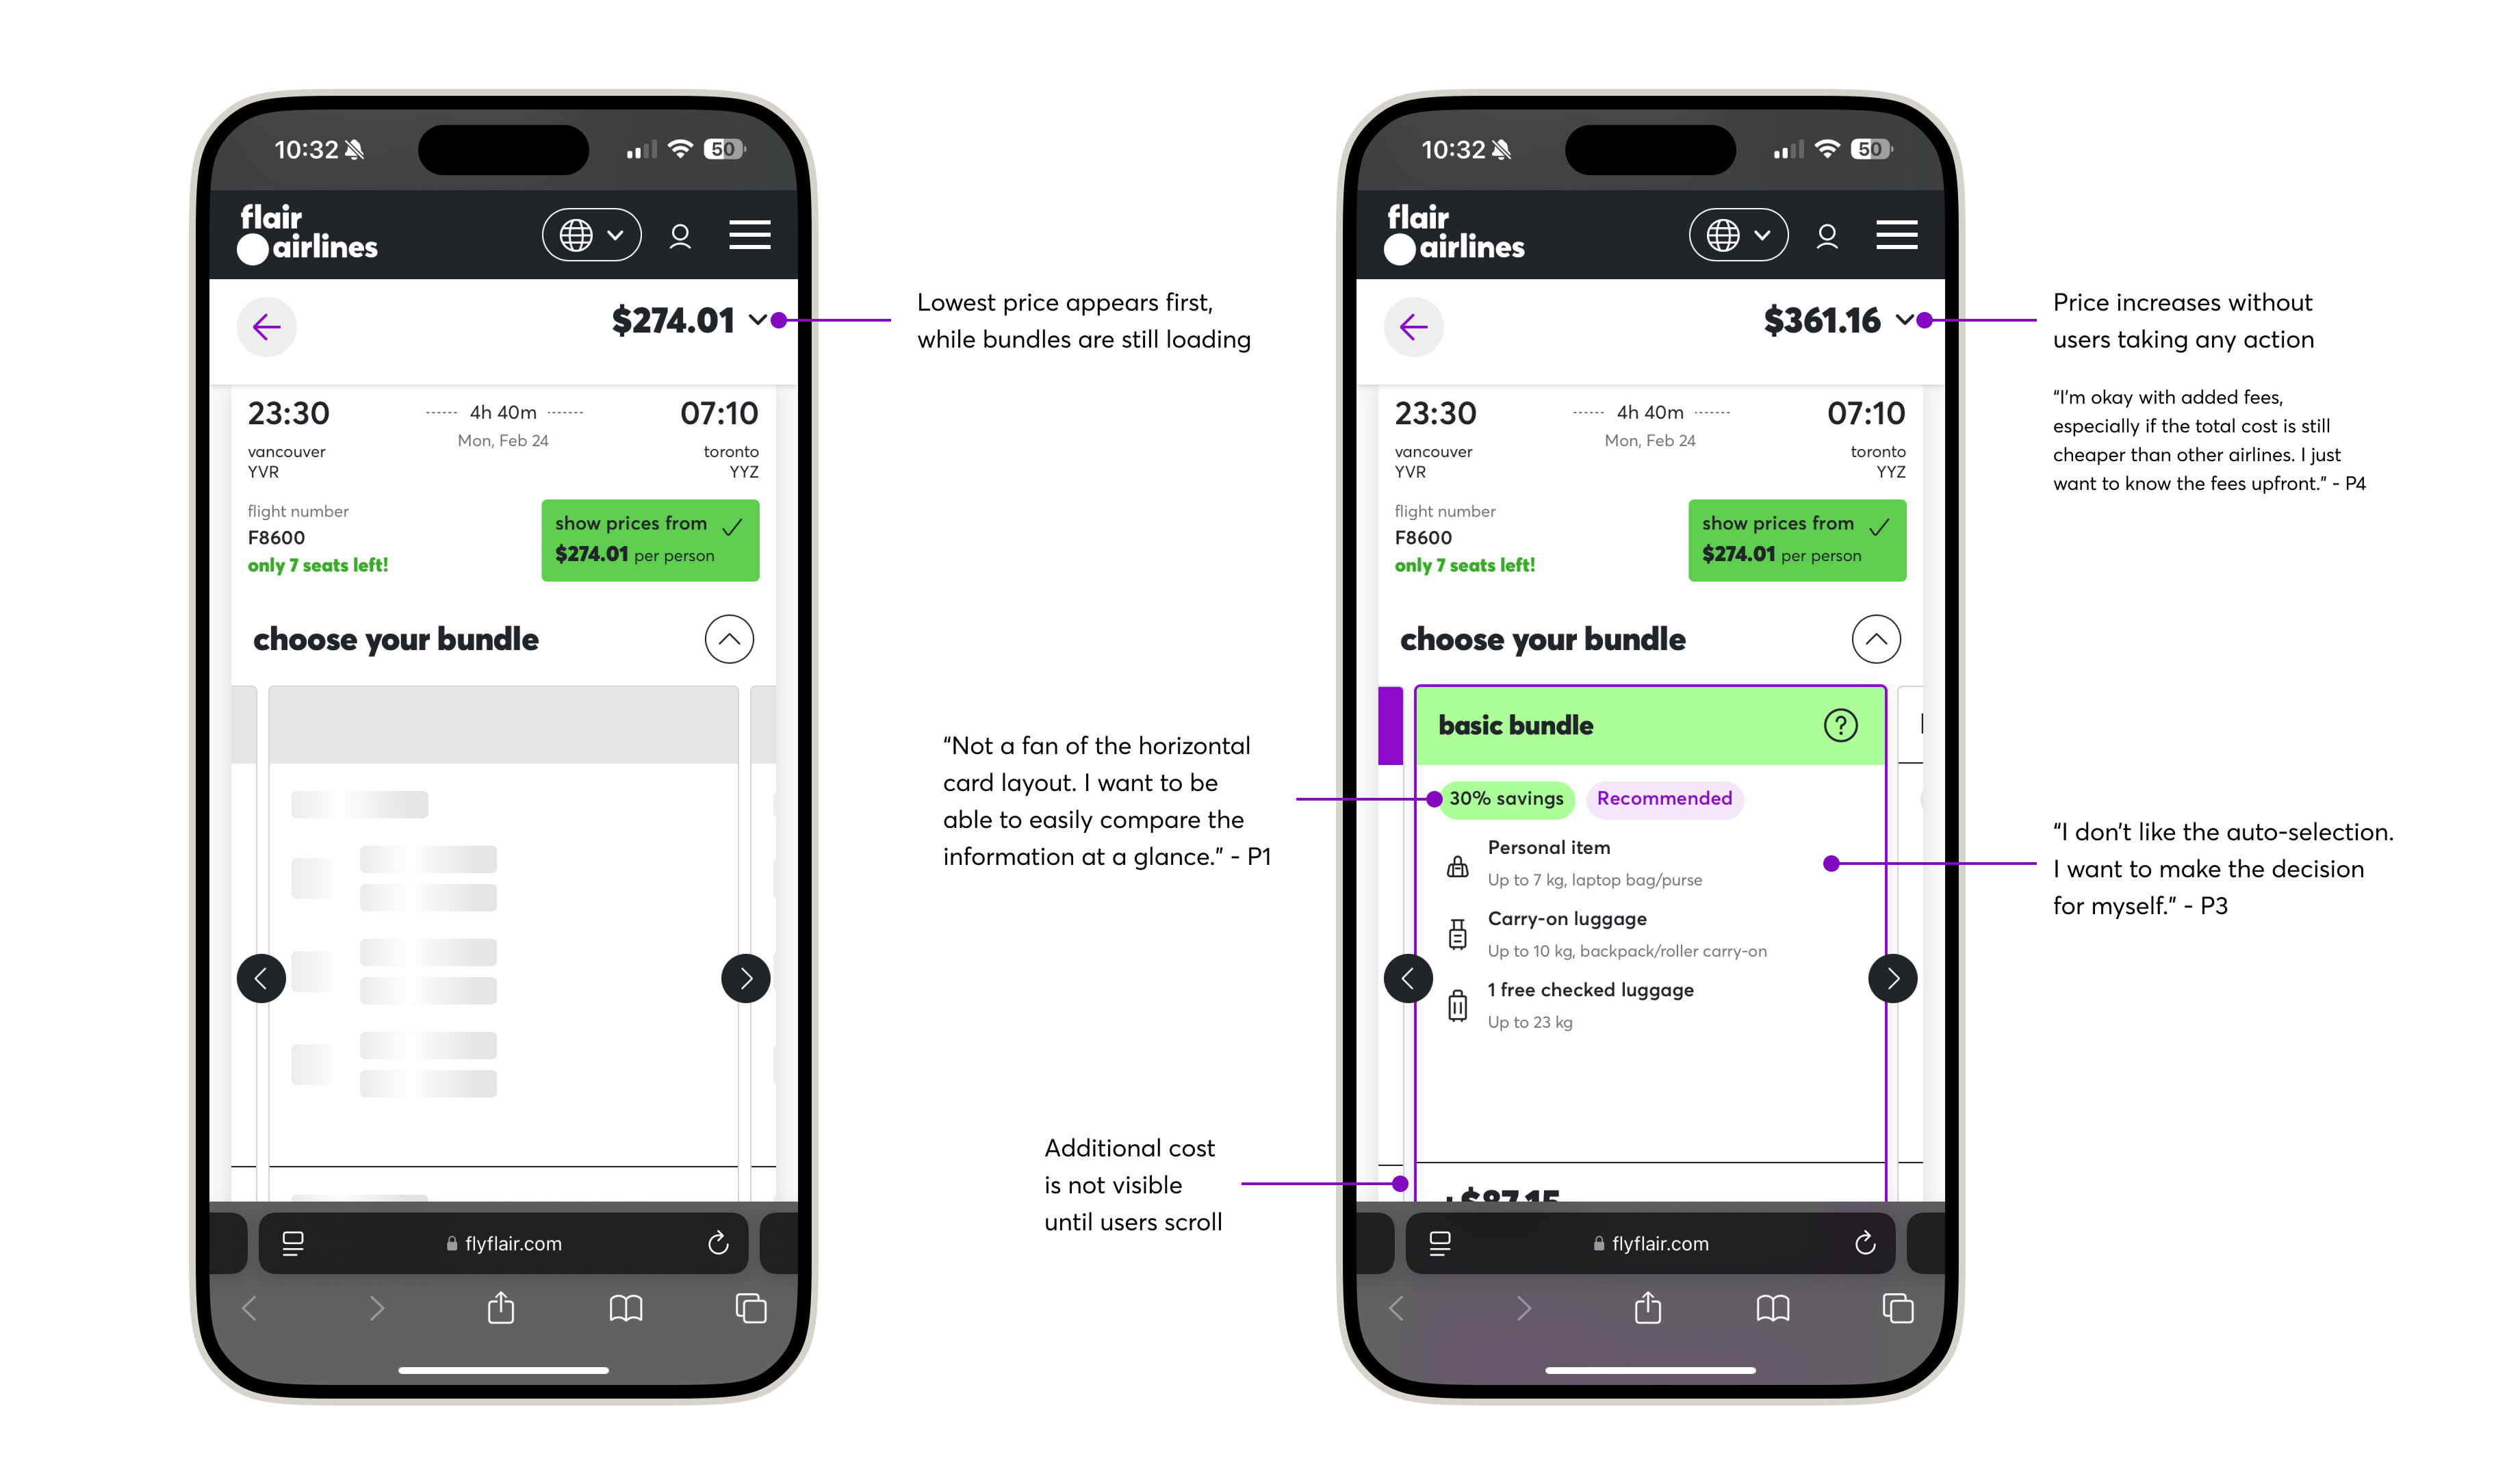 10:32
50
flair
airlines
$274.01
23:30
4h 40m
07:10
Mon, Feb 24
vancouver
toronto
YVR
YYZ
flight number
F8600
only 7 seats left!
show prices from
$274.01 per person
choose your bundle
flyflair.com
Lowest price appears first,
while bundles are still loading
“Not a fan of the horizontal
card layout. I want to be
able to easily compare the
information at a glance.” - P1
Additional cost
is not visible
until users scroll
10:32
50
flair
airlines
$361.16
23:30
4h 40m
07:10
Mon, Feb 24
vancouver
toronto
YVR
YYZ
flight number
F8600
only 7 seats left!
show prices from
$274.01 per person
choose your bundle
basic bundle
?
30% savings
Recommended
Personal item
Up to 7 kg, laptop bag/purse
Carry-on luggage
Up to 10 kg, backpack/roller carry-on
1 free checked luggage
Up to 23 kg
+$87.15
flyflair.com
Price increases without
users taking any action
“I’m okay with added fees,
especially if the total cost is still
cheaper than other airlines. I just
want to know the fees upfront.” - P4
“I don’t like the auto-selection.
I want to make the decision
for myself.” - P3